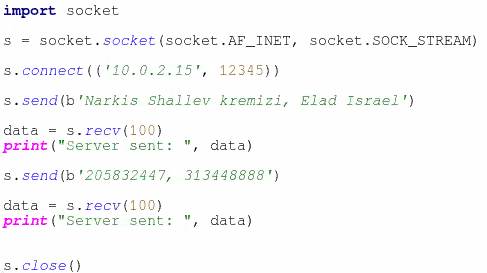 import socket
s = socket.socket(socket.AF_INET, socket.SOCK_STREAM)
s.connect(('10.0.2.15', 12345))
s.send(b'Narkis Shallev kremizi, Elad Israel')
data = s.recv(100)
print("Server sent: ", data)
s.send(b'205832447, 313448888')
data = s.recv(100)
print("Server sent: ", data)
s.close()